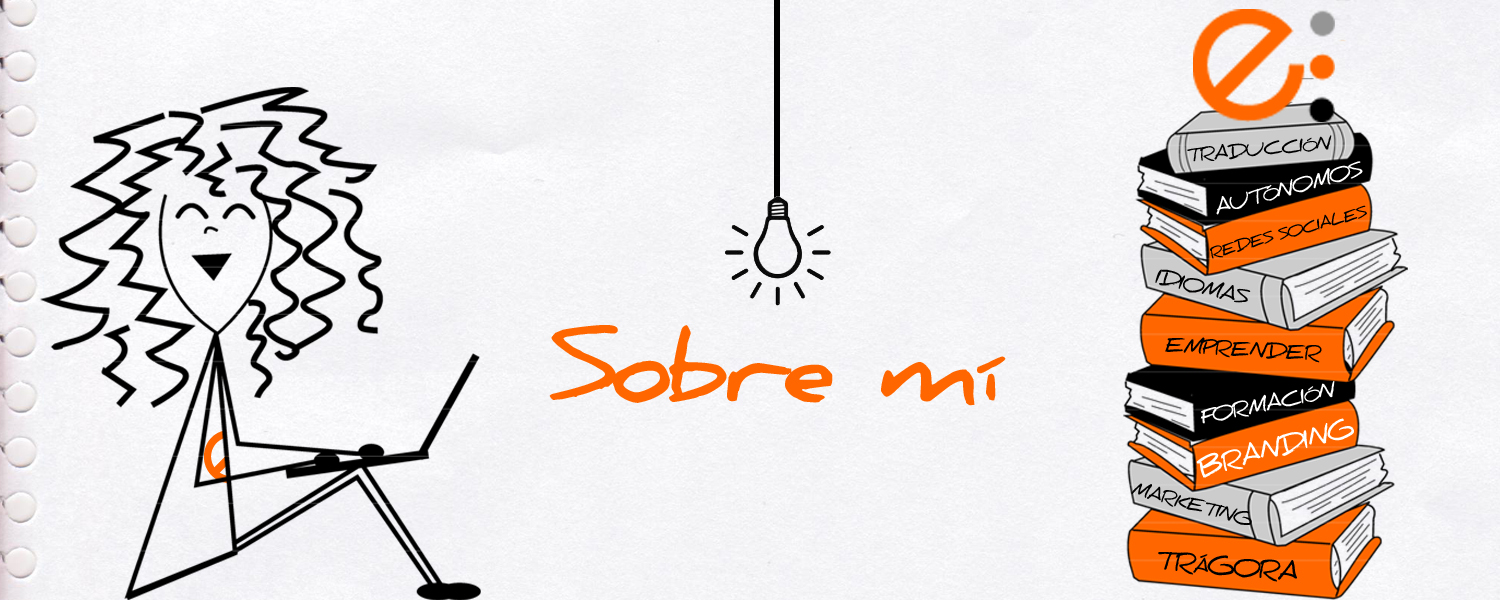 Sobre mí
e:
TRADUCCIÓN
AUTÓNOMOS
REDES SOCIALES
IDIOMAS
EMPRENDER
FORMACIÓN
BRANDING
MARKETING
TRÁGORA